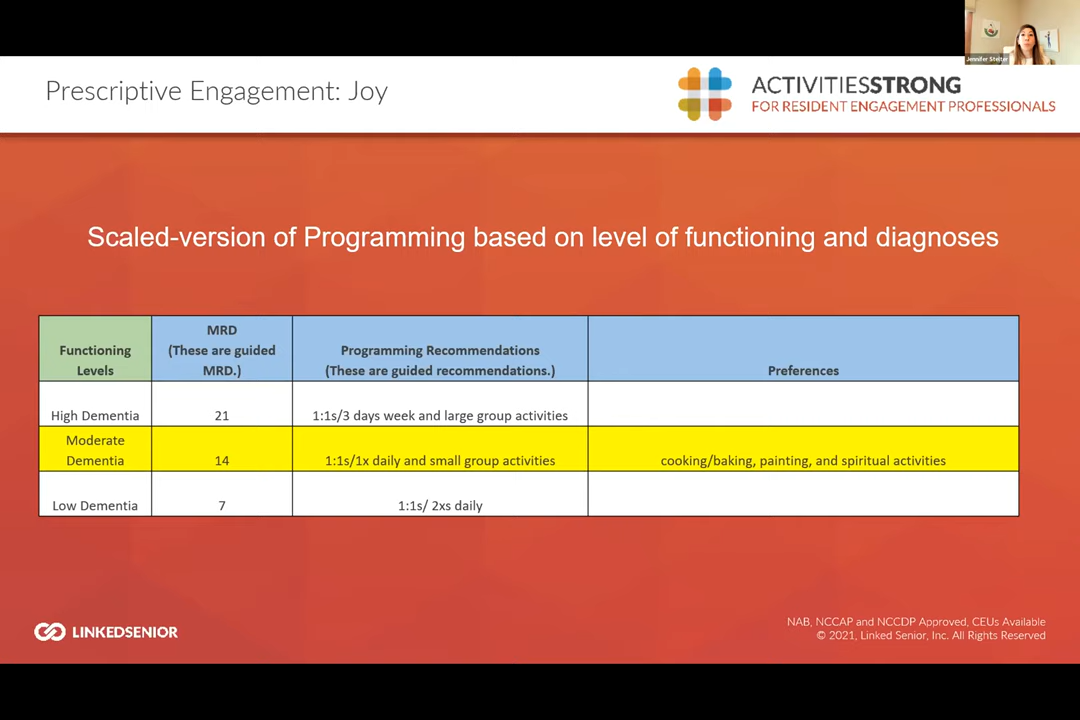 Jennifer Stelter
Prescriptive Engagement: Joy
ACTIVITIESSTRONG
FOR RESIDENT ENGAGEMENT PROFESSIONALS
Scaled-version of Programming based on level of functioning and diagnoses
Functioning
Levels
MRD
(These are guided
MRD.)
Programming Recommendations
(These are guided recommendations.)
Preferences
High Dementia
21
1:1s/3 days week and large group activities
Moderate
Dementia
14
1:1s/1x daily and small group activities
cooking/baking, painting, and spiritual activities
Low Dementia
7
1:1s/ 2xs daily
LINKEDSENIOR
NAB, NCCAP and NCCDP Approved, CEUs Available
© 2021, Linked Senior, Inc. All Rights Reserved